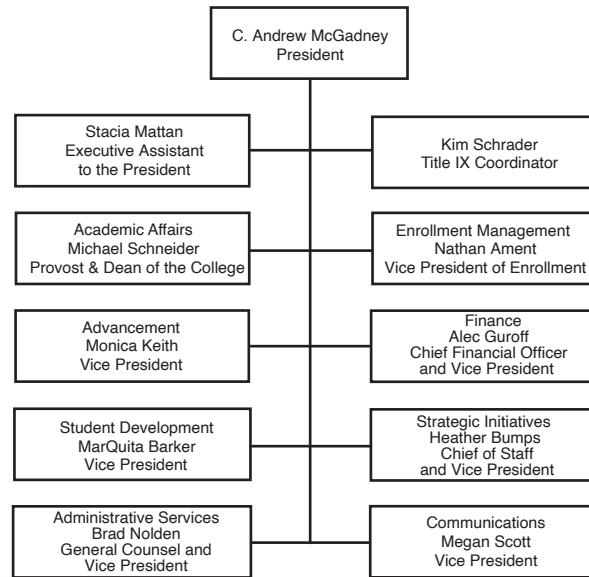 C. Andrew McGadney
President
Stacia Mattan
Executive Assistant
to the President
Kim Schrader
Title IX Coordinator
Academic Affairs
Michael Schneider
Provost & Dean of the College
Enrollment Management
Nathan Ament
Vice President of Enrollment
Advancement
Monica Keith
Vice President
Finance
Alec Guroff
Chief Financial Officer
and Vice President
Student Development
MarQuita Barker
Vice President
Strategic Initiatives
Heather Bumps
Chief of Staff
and Vice President
Administrative Services
Brad Nolden
General Counsel and
Vice President
Communications
Megan Scott
Vice President